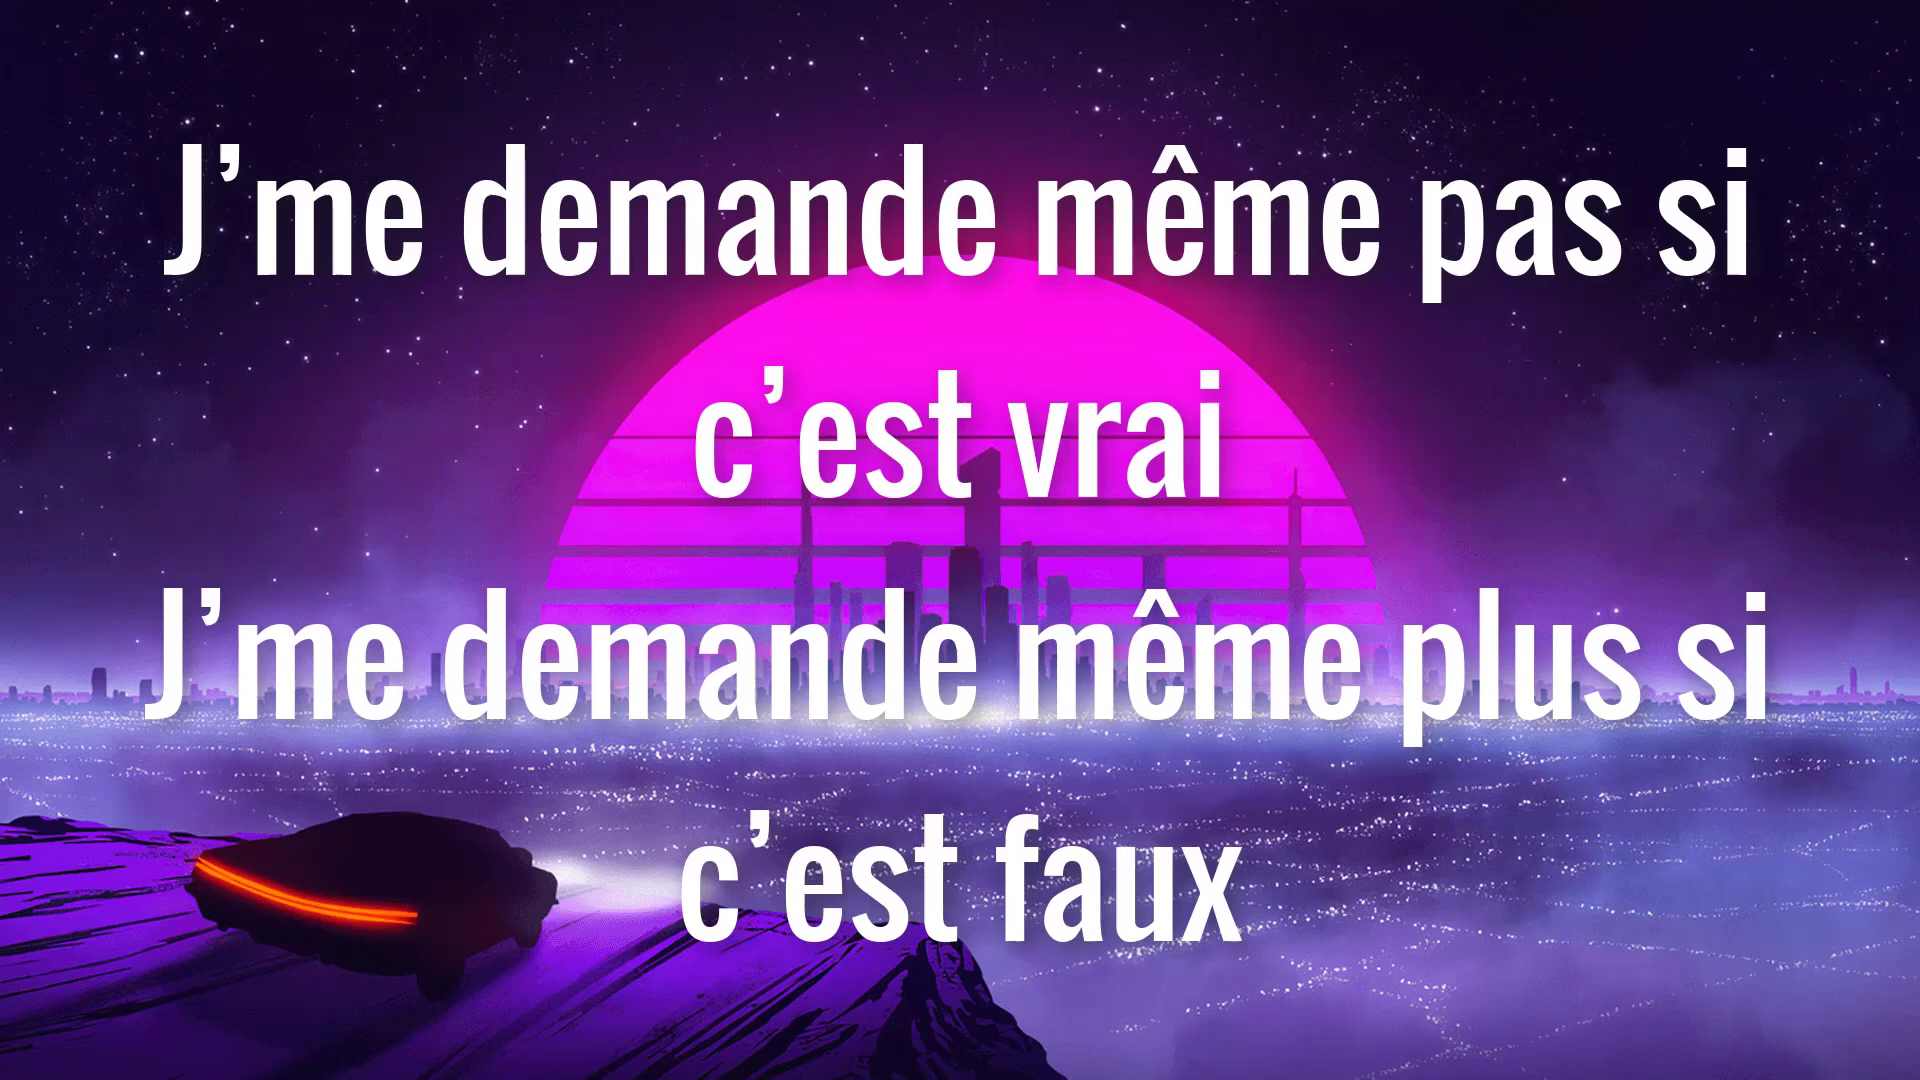 J’me demande même pas si
c’est vrai
J’me demande même plus si
c’est faux